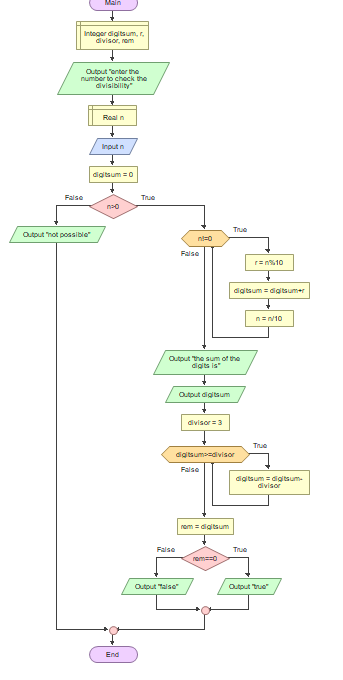 Main
Integer digitsum, r,
divisor, rem
Output "enter the
number to check the
divisibility"
Real n
Input n
digitsum = 0
False
True
n>0
Output "not possible"
n!=0
True
False
r = n%10
digitsum = digitsum+r
n = n/10
Output "the sum of the
digits is"
Output digitsum
divisor = 3
digitsum>=divisor
True
False
digitsum = digitsum-
divisor
rem = digitsum
False
True
rem==0
Output "false"
Output "true"
End